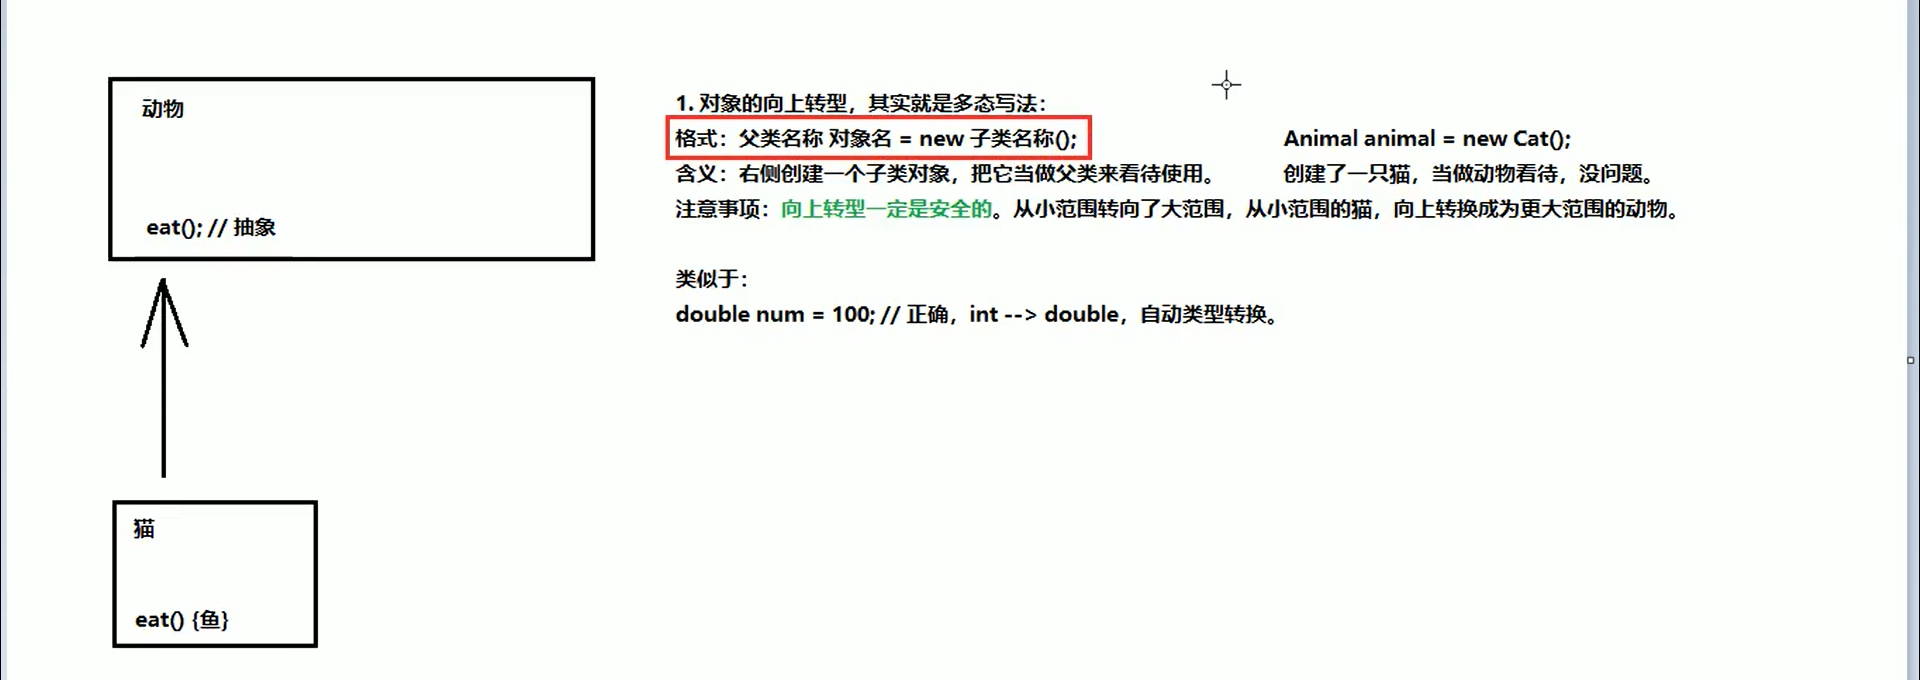 动物
eat(); // 抽象
猫
eat() {鱼}
1. 对象的向上转型，其实就是多态写法：
格式：父类名称 对象名 = new 子类名称();
Animal animal = new Cat();
含义：右侧创建一个子类对象，把它当做父类来看待使用。
创建了一只猫，当做动物看待，没问题。
注意事项：向上转型一定是安全的。从小范围转向了大范围，从小范围的猫，向上转换成为更大范围的动物。
类似于：
double num = 100; // 正确，int --> double，自动类型转换。